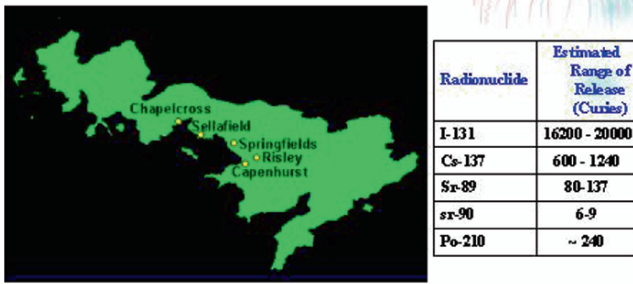 Chapelcross
Sellafield
Springfields
Risley
Capenhurst
Radionuclide Estimated Range of Release (Curies)
I-131 16200 - 20000
Cs-137 600 - 1240
Sr-89 80-137
sr-90 6-9
Po-210 ~ 240